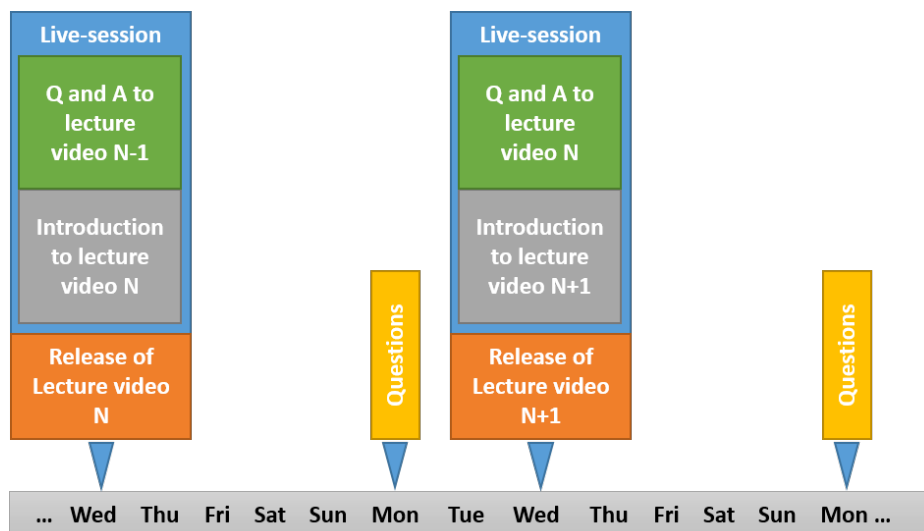 Live-session
Q and A to
lecture
video N-1
Introduction
to lecture
video N
Release of
Lecture video
N
Questions
Live-session
Q and A to
lecture
video N
Introduction
to lecture
video N+1
Release of
Lecture video
N+1
Questions
... Wed Thu Fri Sat Sun Mon Tue Wed Thu Fri Sat Sun Mon ...